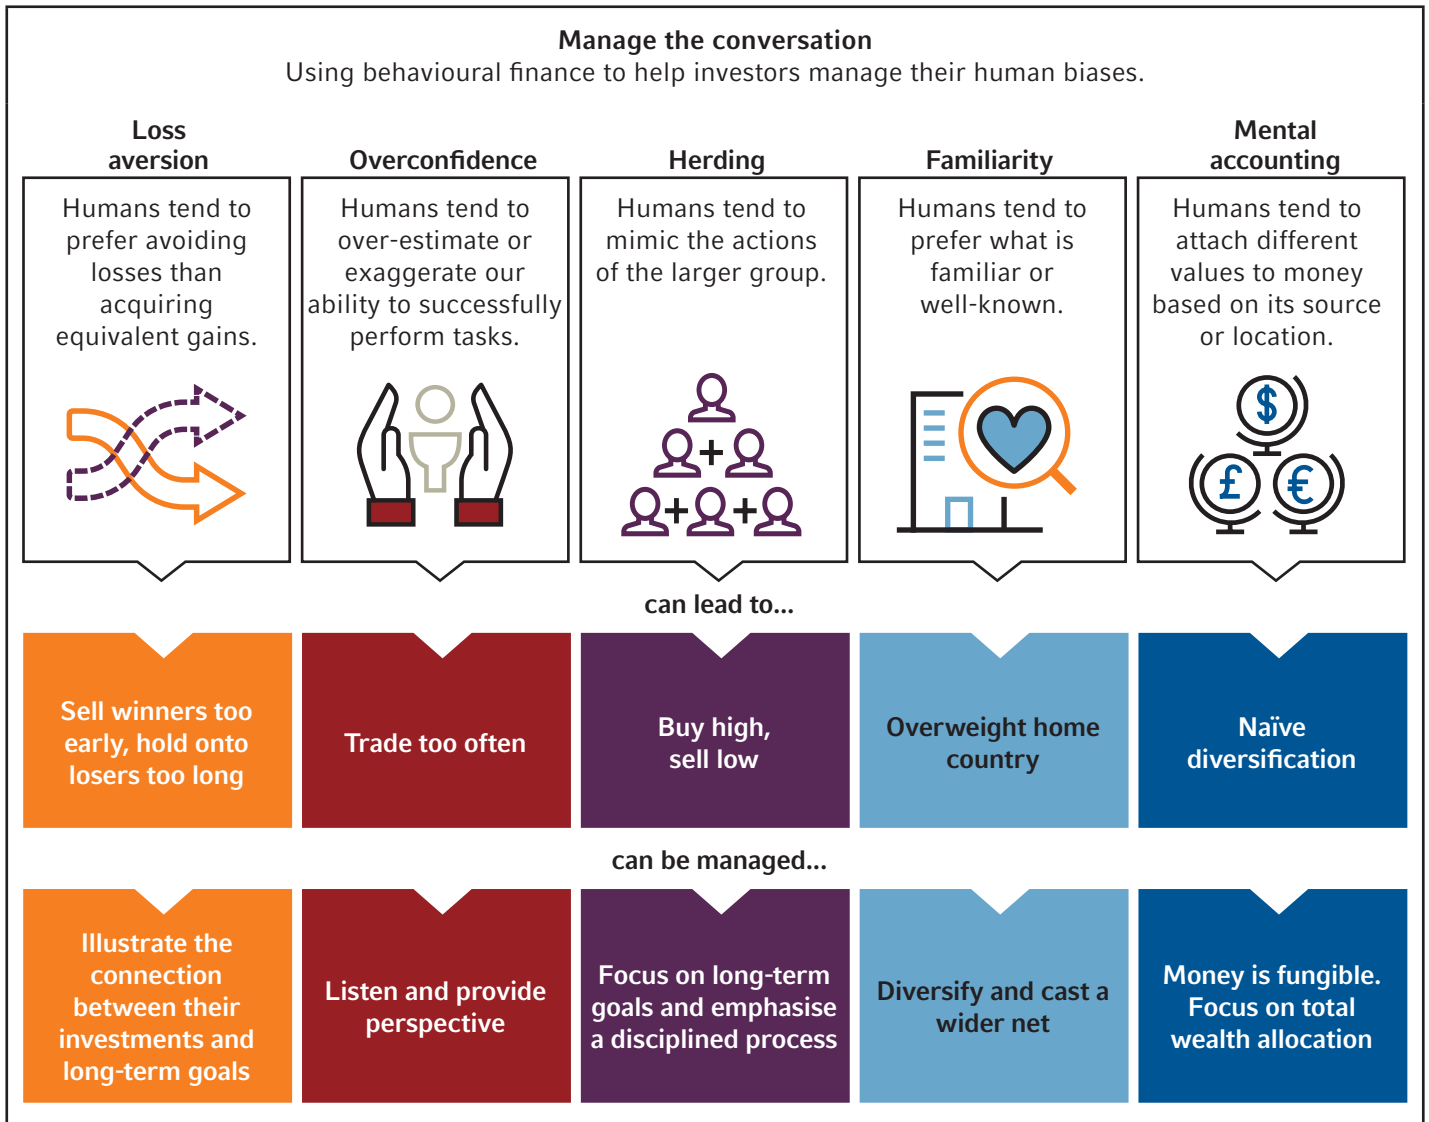 Manage the conversation
Using behavioural finance to help investors manage their human biases.
Loss
aversion
Overconfidence
Herding
Familiarity
Mental
accounting
Humans tend to
prefer avoiding
losses than
acquiring
equivalent gains.
Humans tend to
over-estimate or
exaggerate our
ability to successfully
perform tasks.
Humans tend to
mimic the actions
of the larger group.
Humans tend to
prefer what is
familiar or
well-known.
Humans tend to
attach different
values to money
based on its source
or location.
+
+ +
$
£ €
can lead to...
Sell winners too
early, hold onto
losers too long
Trade too often
Buy high,
sell low
Overweight home
country
Naïve
diversification
can be managed...
Illustrate the
connection
between their
investments and
long-term goals
Listen and provide
perspective
Focus on long-term
goals and emphasise
a disciplined process
Diversify and cast a
wider net
Money is fungible.
Focus on total
wealth allocation